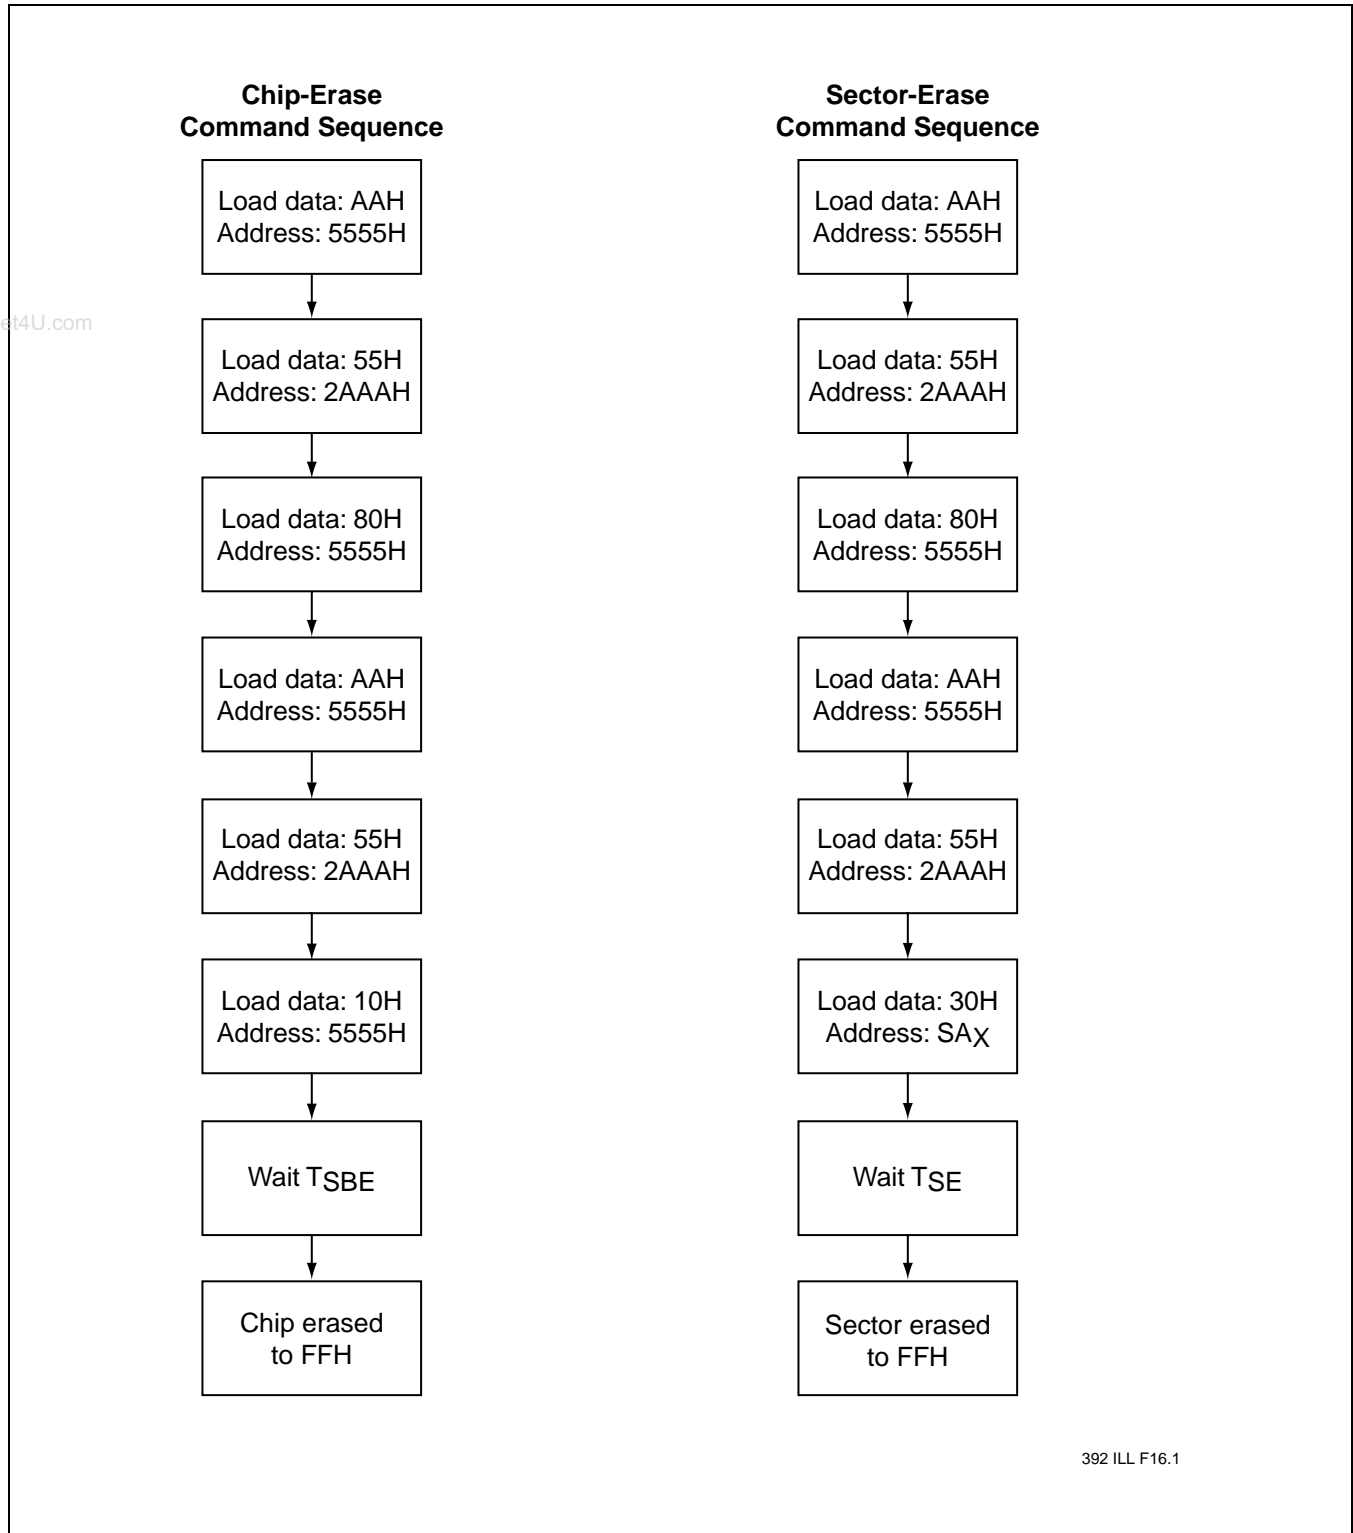 Chip-Erase
Command Sequence
Load data: AAH
Address: 5555H
Load data: 55H
Address: 2AAAH
Load data: 80H
Address: 5555H
Load data: AAH
Address: 5555H
Load data: 55H
Address: 2AAAH
Load data: 10H
Address: 5555H
Wait TSBE
Chip erased
to FFH
Sector-Erase
Command Sequence
Load data: AAH
Address: 5555H
Load data: 55H
Address: 2AAAH
Load data: 80H
Address: 5555H
Load data: AAH
Address: 5555H
Load data: 55H
Address: 2AAAH
Load data: 30H
Address: SAX
Wait TSE
Sector erased
to FFH
392 ILL F16.1
et4U.com